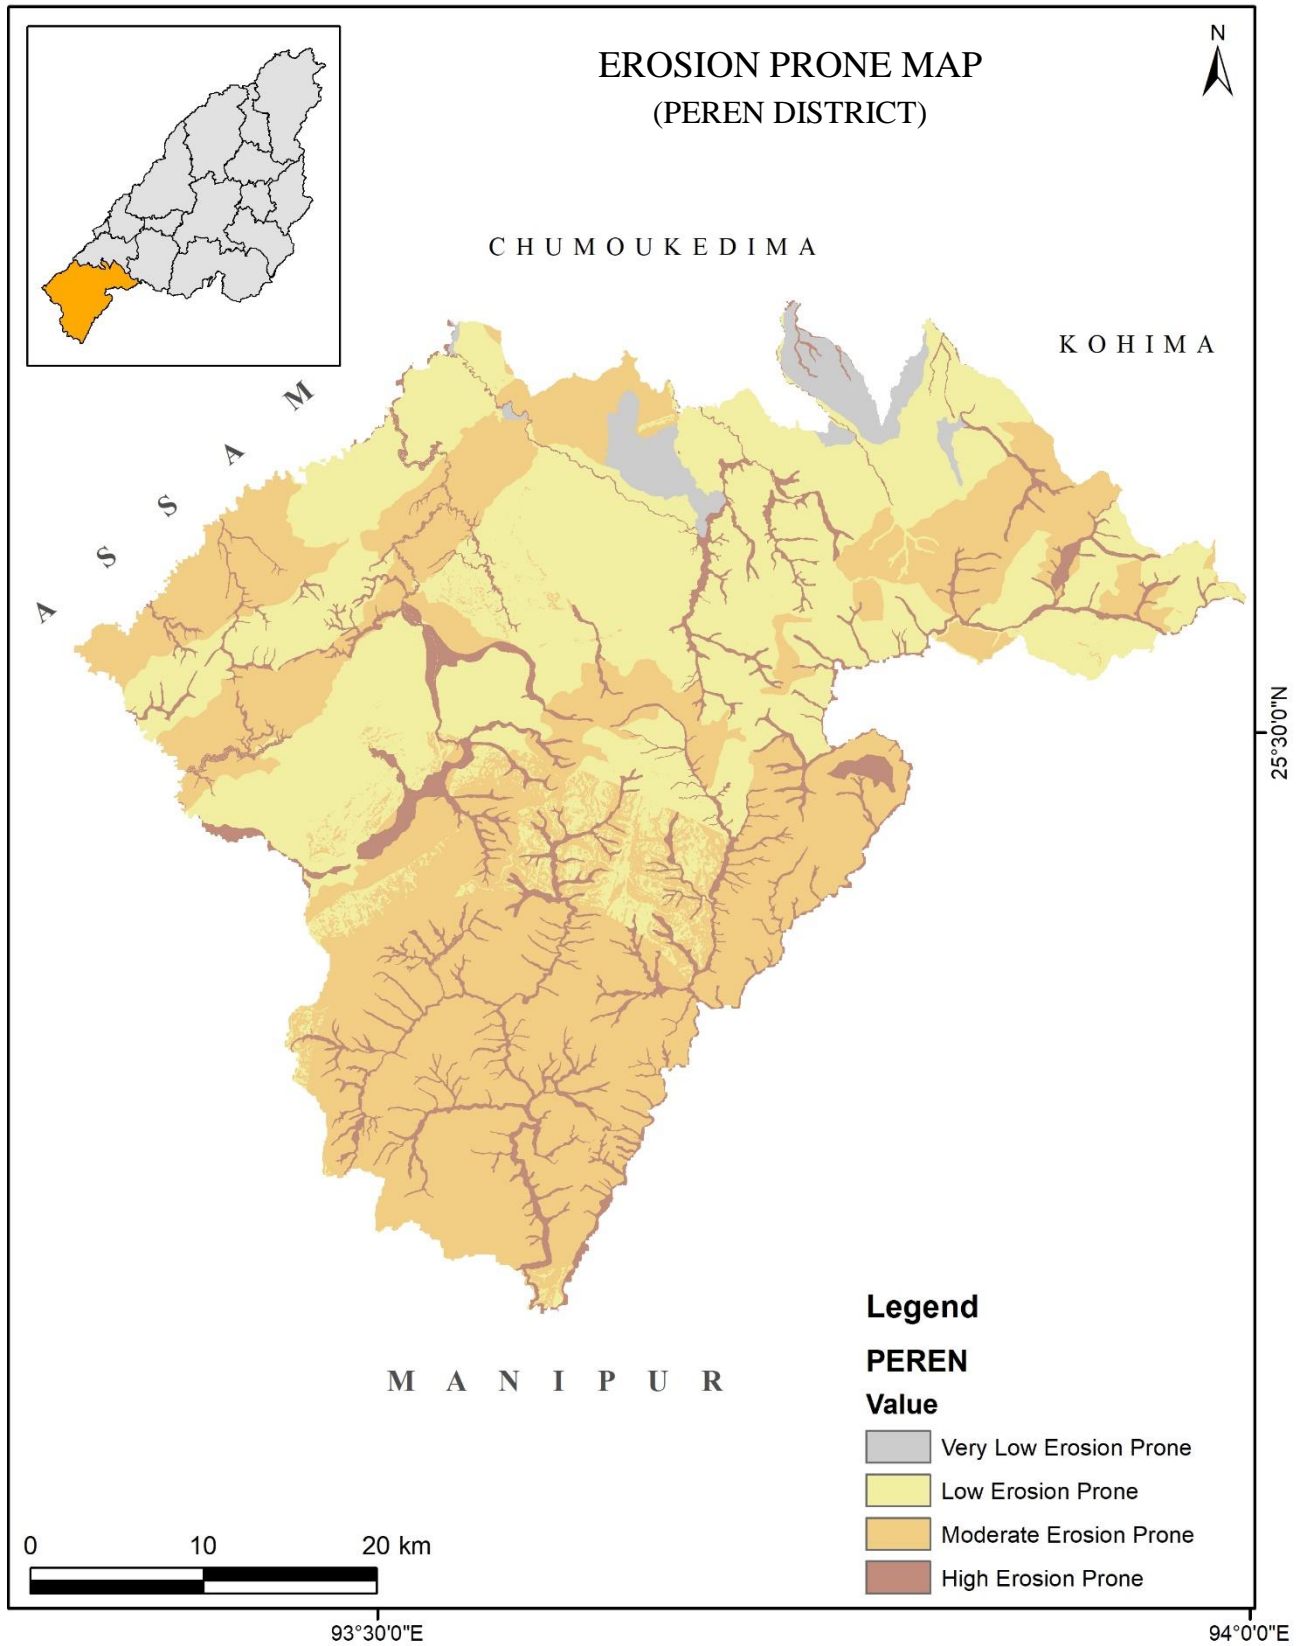 EROSION PRONE MAP
(PEREN DISTRICT)
N
CHUMOUKEDIMA
KOHIMA
ASSAM
25°30'0"N
MANIPUR
Legend
PEREN
Value
Very Low Erosion Prone
Low Erosion Prone
Moderate Erosion Prone
High Erosion Prone
0 10 20 km
93°30'0"E 94°0'0"E